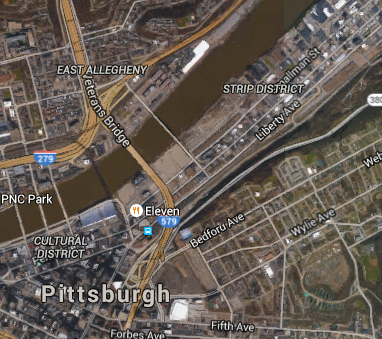 EAST ALLEGHENY
Veterans Bridge
STRIP DISTRICT
Smallman St
Liberty Ave
380
279
PNC Park
Eleven
579
Bedford Ave
Web
Wylie Ave
CULTURAL
DISTRICT
Pittsburgh
Forbes Ave
Fifth Ave